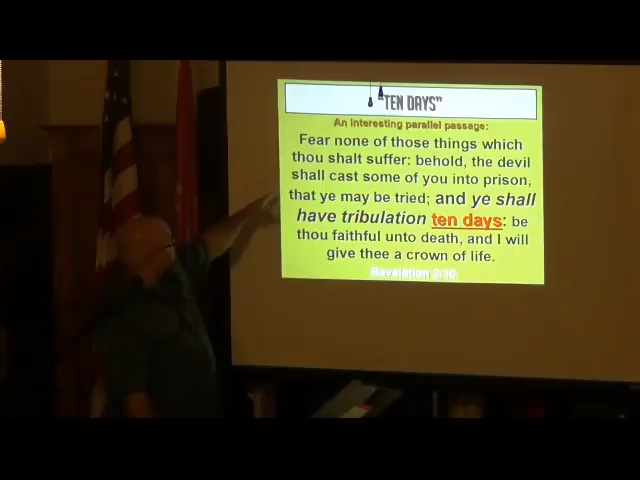 "TEN DAYS"
An interesting parallel passage:
Fear none of those things which
thou shalt suffer: behold, the devil
shall cast some of you into prison,
that ye may be tried; and ye shall
have tribulation ten days: be
thou faithful unto death, and I will
give thee a crown of life.
Revelation 2:10